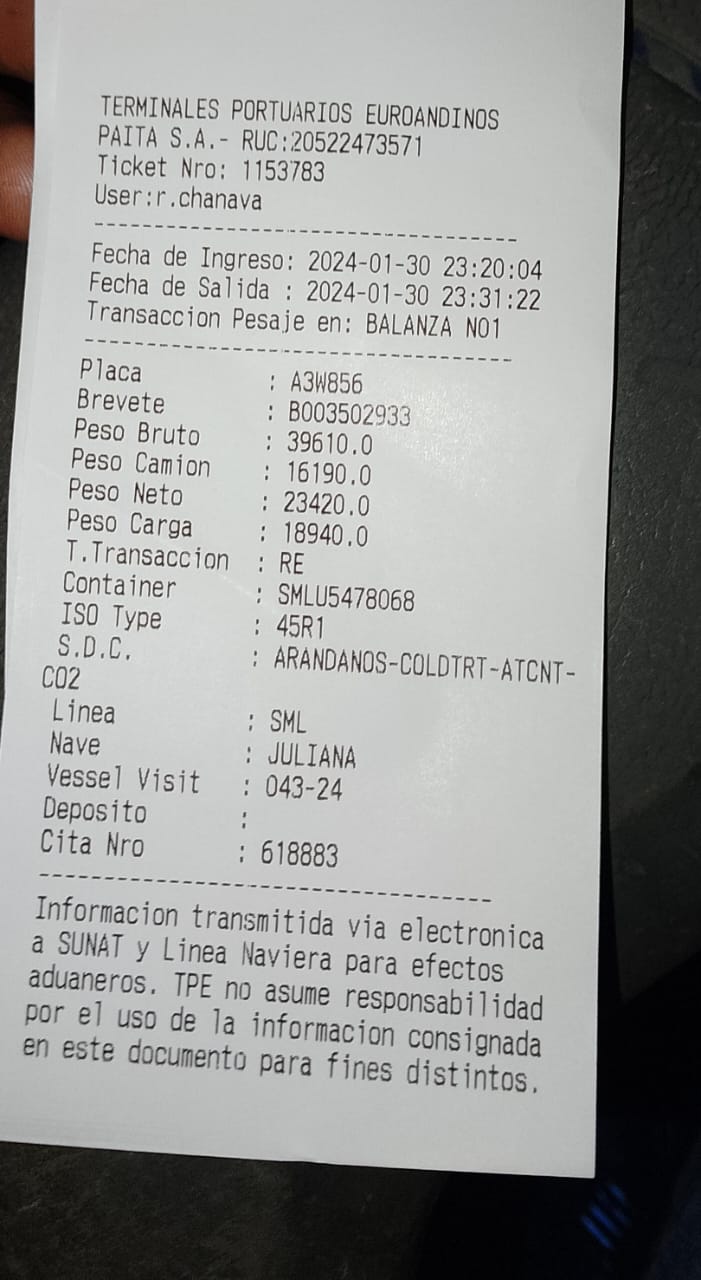 TERMINALES PORTUARIOS EUROANDINOS
PAITA S.A.- RUC:20522473571
Ticket Nro: 1153783
User:r.chanava
Fecha de Ingreso: 2024-01-30 23:20:04
Fecha de Salida : 2024-01-30 23:31:22
Transaccion Pesaje en: BALANZA N01
Placa : A3W856
Brevete : B003502933
Peso Bruto : 39610.0
Peso Camion : 16190.0
Peso Neto : 23420.0
Peso Carga : 18940.0
T.Transaccion : RE
Container : SMLU5478068
ISO Type : 45R1
S.D.C. : ARANDANOS-COLDTRT-ATCNT-
CO2
Linea : SML
Nave : JULIANA
Vessel Visit : 043-24
Deposito :
Cita Nro : 618883
Informacion transmitida via electronica
a SUNAT y Linea Naviera para efectos
aduaneros. TPE no asume responsabilidad
por el uso de la informacion consignada
en este documento para fines distintos.